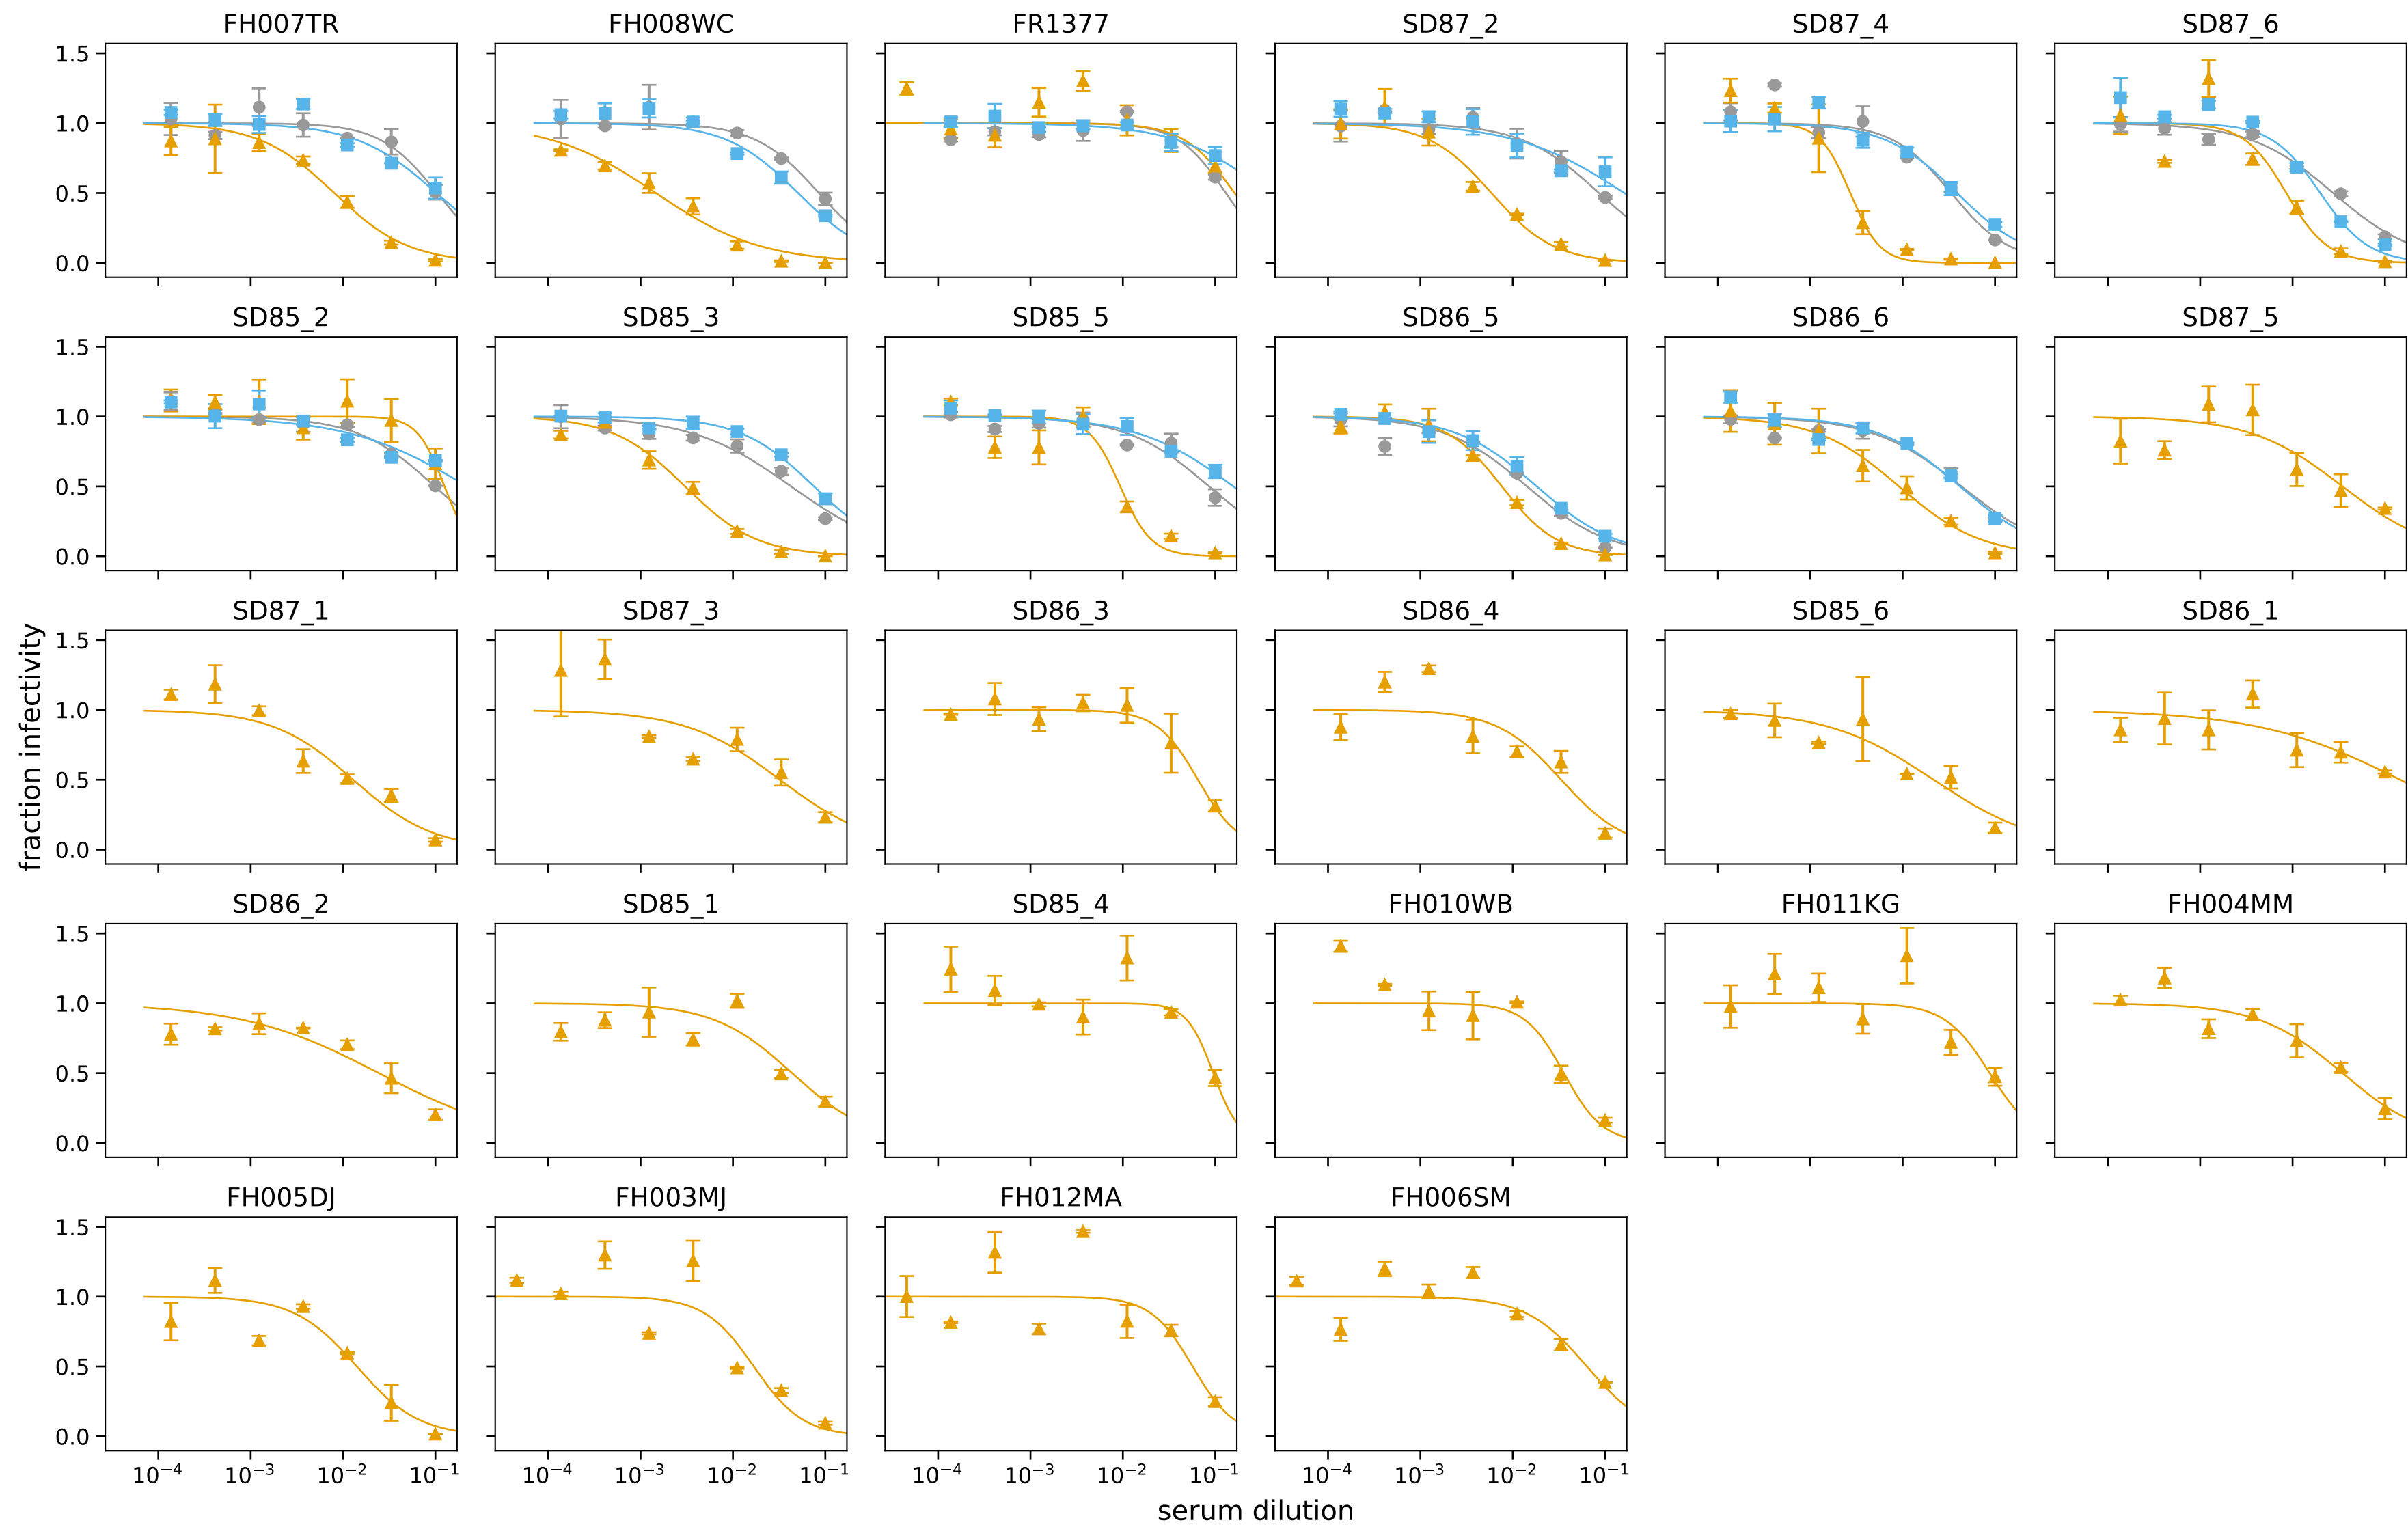 FH007TR FH008WC FR1377 SD87_2 SD87_4 SD87_6
1.5
1.0
0.5
0.0
SD85_2 SD85_3 SD85_5 SD86_5 SD86_6 SD87_5
1.5
1.0
0.5
0.0
SD87_1 SD87_3 SD86_3 SD86_4 SD85_6 SD86_1
1.5
1.0
0.5
0.0
fraction infectivity
SD86_2 SD85_1 SD85_4 FH010WB FH011KG FH004MM
1.5
1.0
0.5
0.0
FH005DJ FH003MJ FH012MA FH006SM
1.5
1.0
0.5
0.0
10⁻⁴ 10⁻³ 10⁻² 10⁻¹ 10⁻⁴ 10⁻³ 10⁻² 10⁻¹ 10⁻⁴ 10⁻³ 10⁻² 10⁻¹ 10⁻⁴ 10⁻³ 10⁻² 10⁻¹
serum dilution